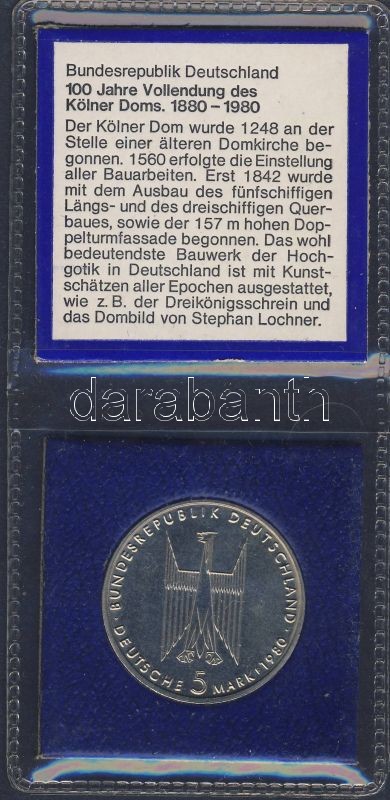 Bundesrepublik Deutschland
100 Jahre Vollendung des
Kölner Doms. 1880–1980
Der Kölner Dom wurde 1248 an der
Stelle einer älteren Domkirche be-
gonnen. 1560 erfolgte die Einstellung
aller Bauarbeiten. Erst 1842 wurde
mit dem Ausbau des fünfschiffigen
Längs- und des dreischiffigen Quer-
baues, sowie der 157 m hohen Dop-
pelturmfassade begonnen. Das wohl
bedeutendste Bauwerk der Hoch-
gotik in Deutschland ist mit Kunst-
schätzen aller Epochen ausgestattet,
wie z. B. der Dreikönigsschrein und
das Dombild von Stephan Lochner.
darabanth
BUNDESREPUBLIK DEUTSCHLAND
DEUTSCHE 5 MARK · 1980